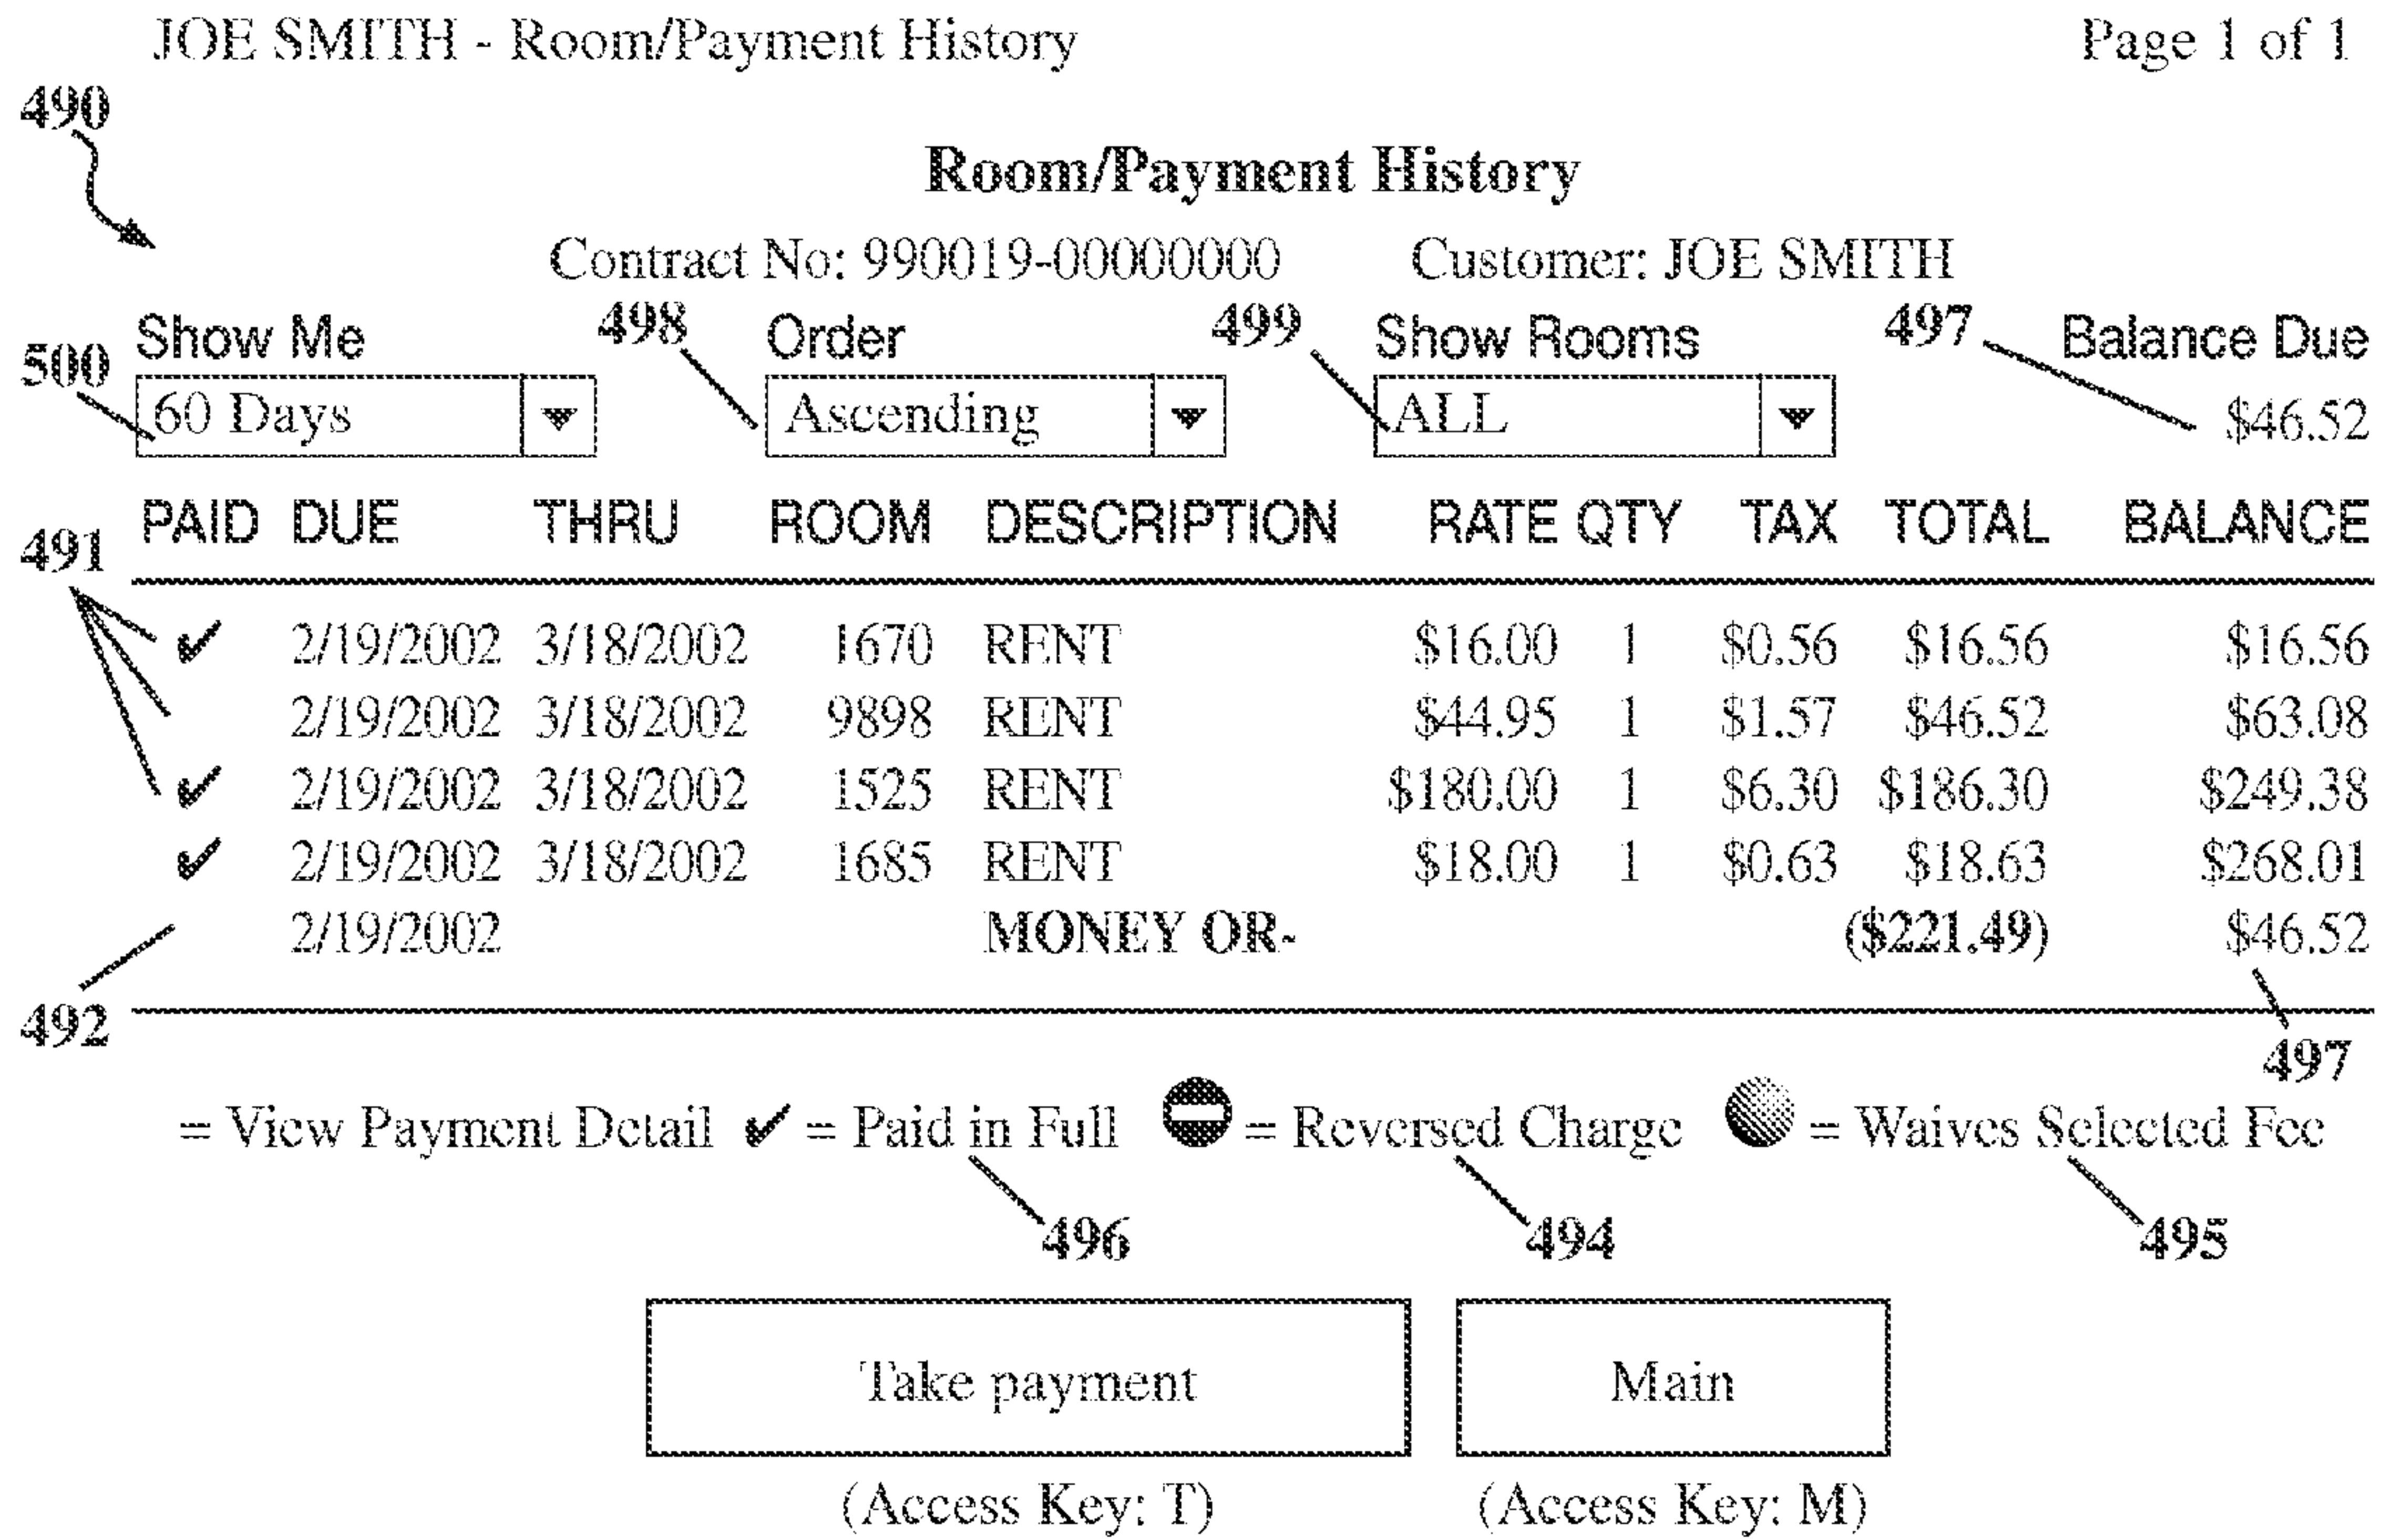 JOE SMITH - Room/Payment History Page 1 of 1
490
Room/Payment History
Contract No: 990019-00000000 Customer: JOE SMITH
500 Show Me 498 Order 499 Show Rooms 497 Balance Due
60 Days Ascending ALL $46.52
491 PAID DUE THRU ROOM DESCRIPTION RATE QTY TAX TOTAL BALANCE
✔ 2/19/2002 3/18/2002 1670 RENT $16.00 1 $0.56 $16.56 $16.56
2/19/2002 3/18/2002 9898 RENT $44.95 1 $1.57 $46.52 $63.08
✔ 2/19/2002 3/18/2002 1525 RENT $180.00 1 $6.30 $186.30 $249.38
✔ 2/19/2002 3/18/2002 1685 RENT $18.00 1 $0.63 $18.63 $268.01
2/19/2002 MONEY OR- ($221.49) $46.52
492 497
= View Payment Detail ✔ = Paid in Full = Reversed Charge = Waives Selected Fee
496 494 495
Take payment Main
(Access Key: T) (Access Key: M)